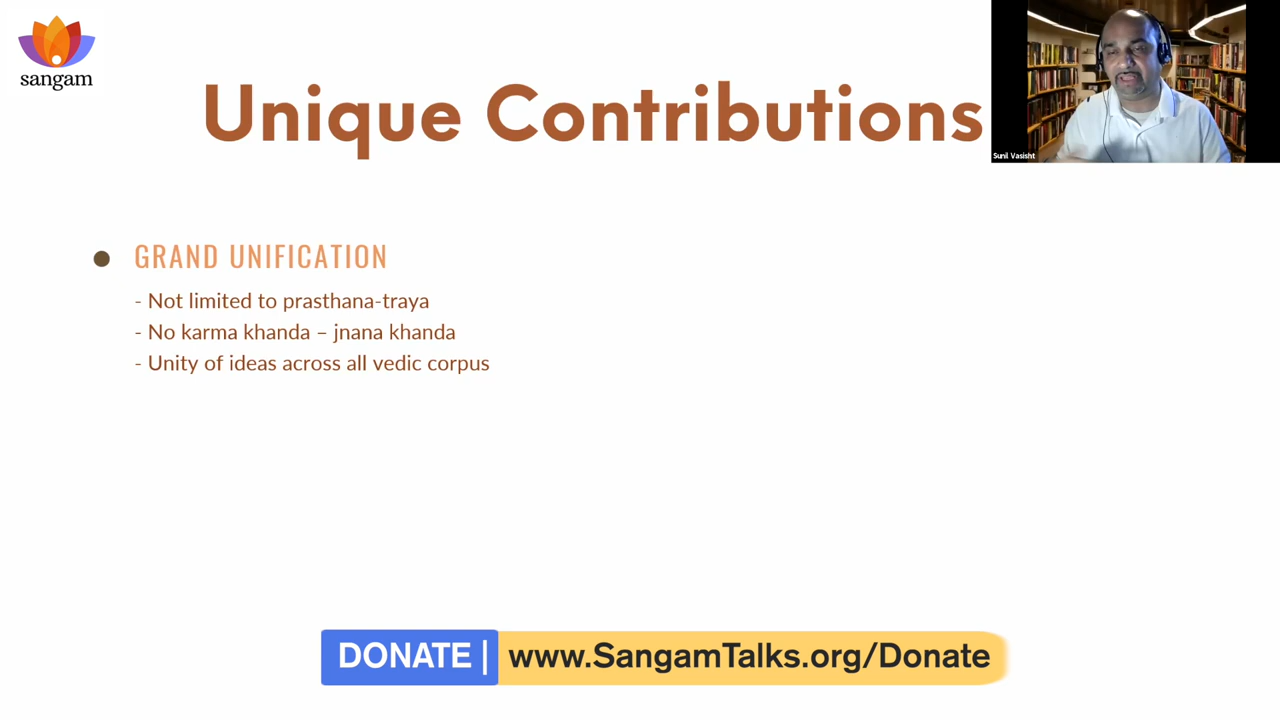 sangam
Unique Contributions
Sunil Vasisht
GRAND UNIFICATION
- Not limited to prasthana-traya
- No karma khanda – jnana khanda
- Unity of ideas across all vedic corpus
DONATE | www.SangamTalks.org/Donate